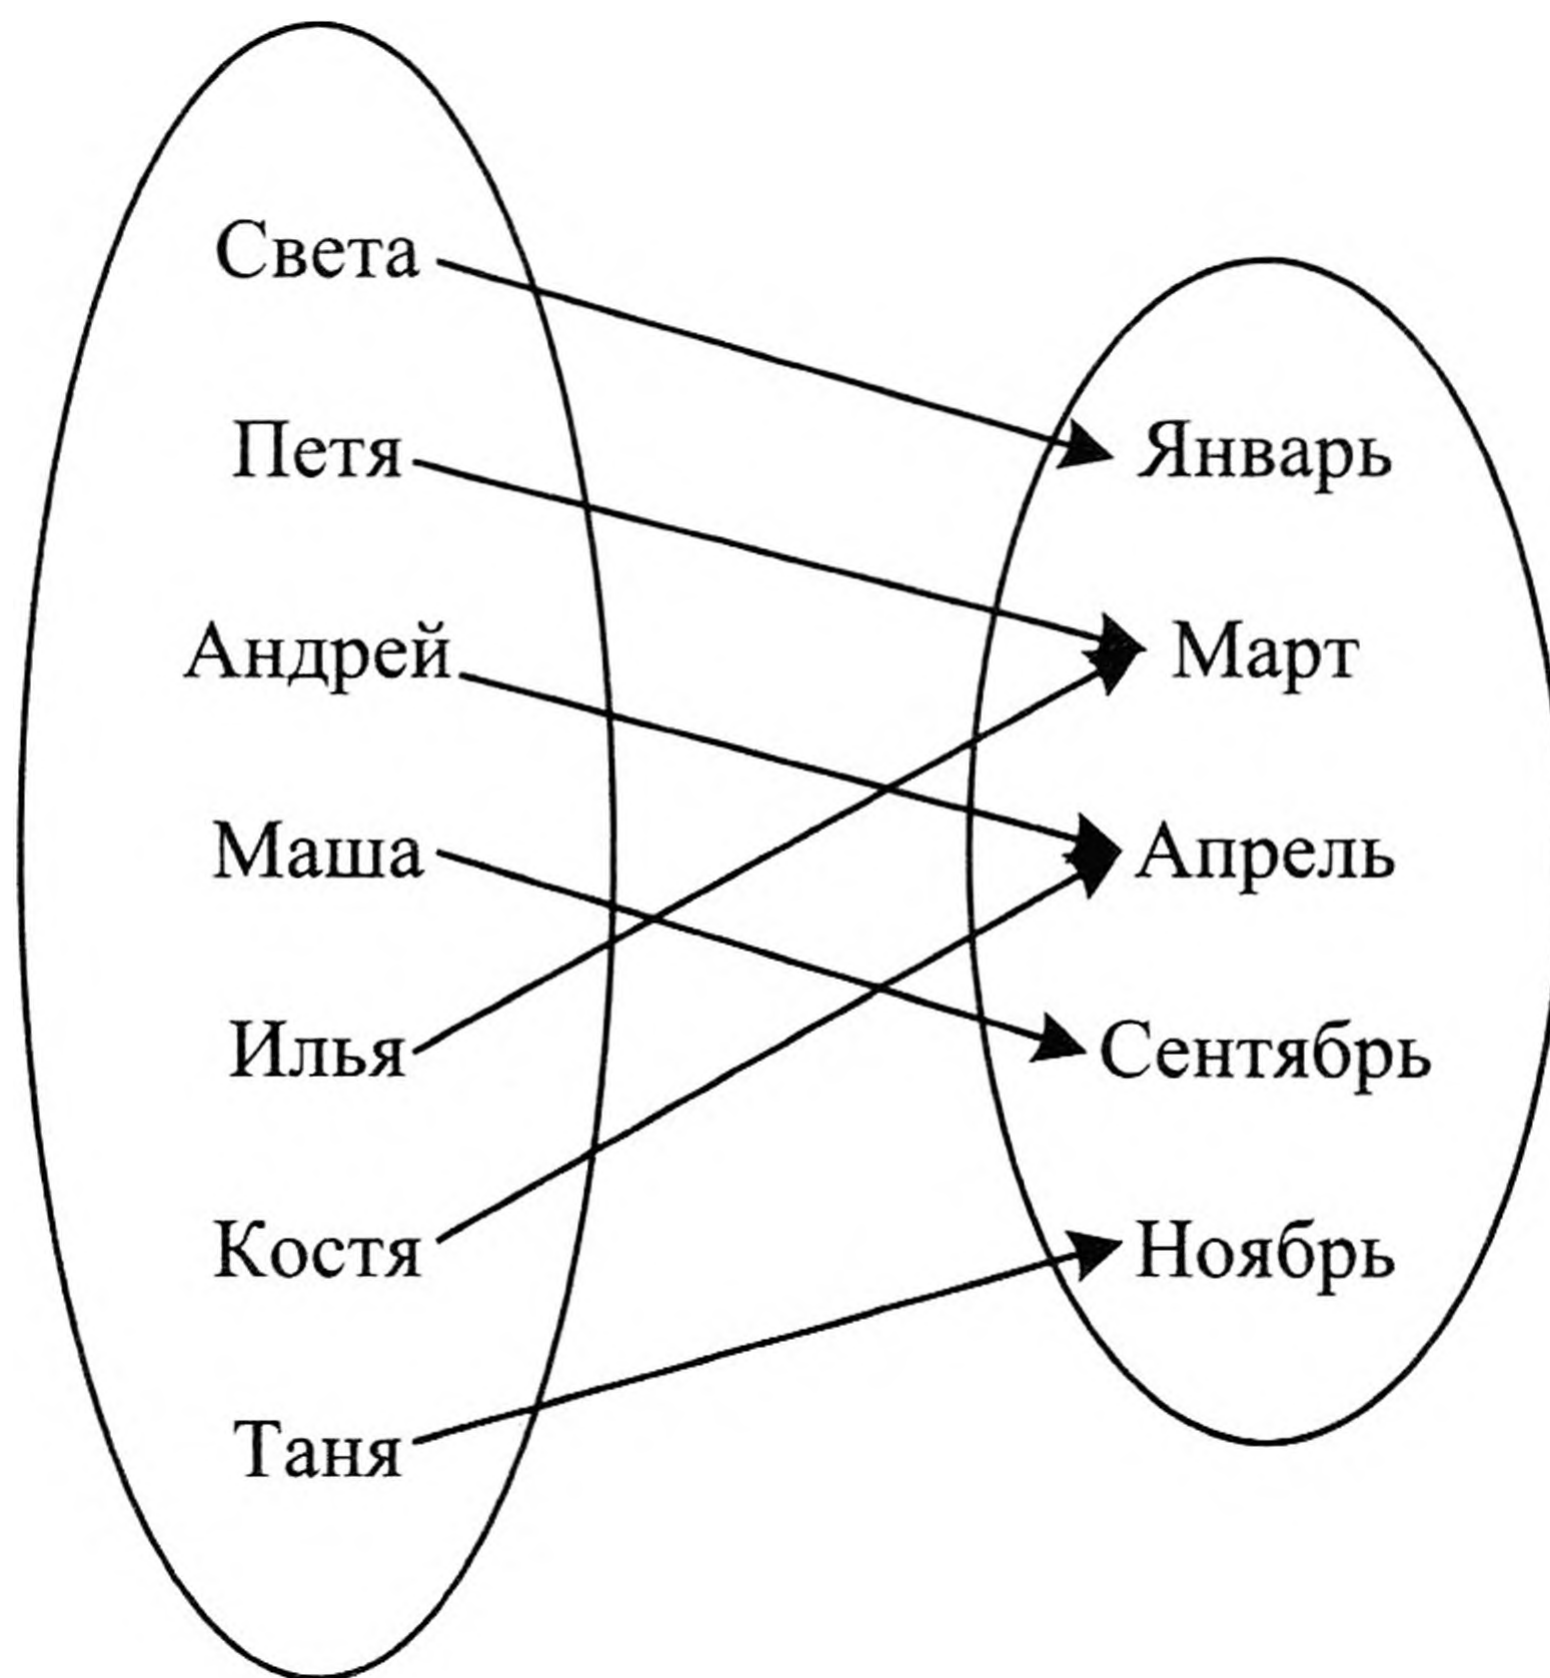 Света
Петя
Андрей
Маша
Илья
Костя
Таня
Январь
Март
Апрель
Сентябрь
Ноябрь